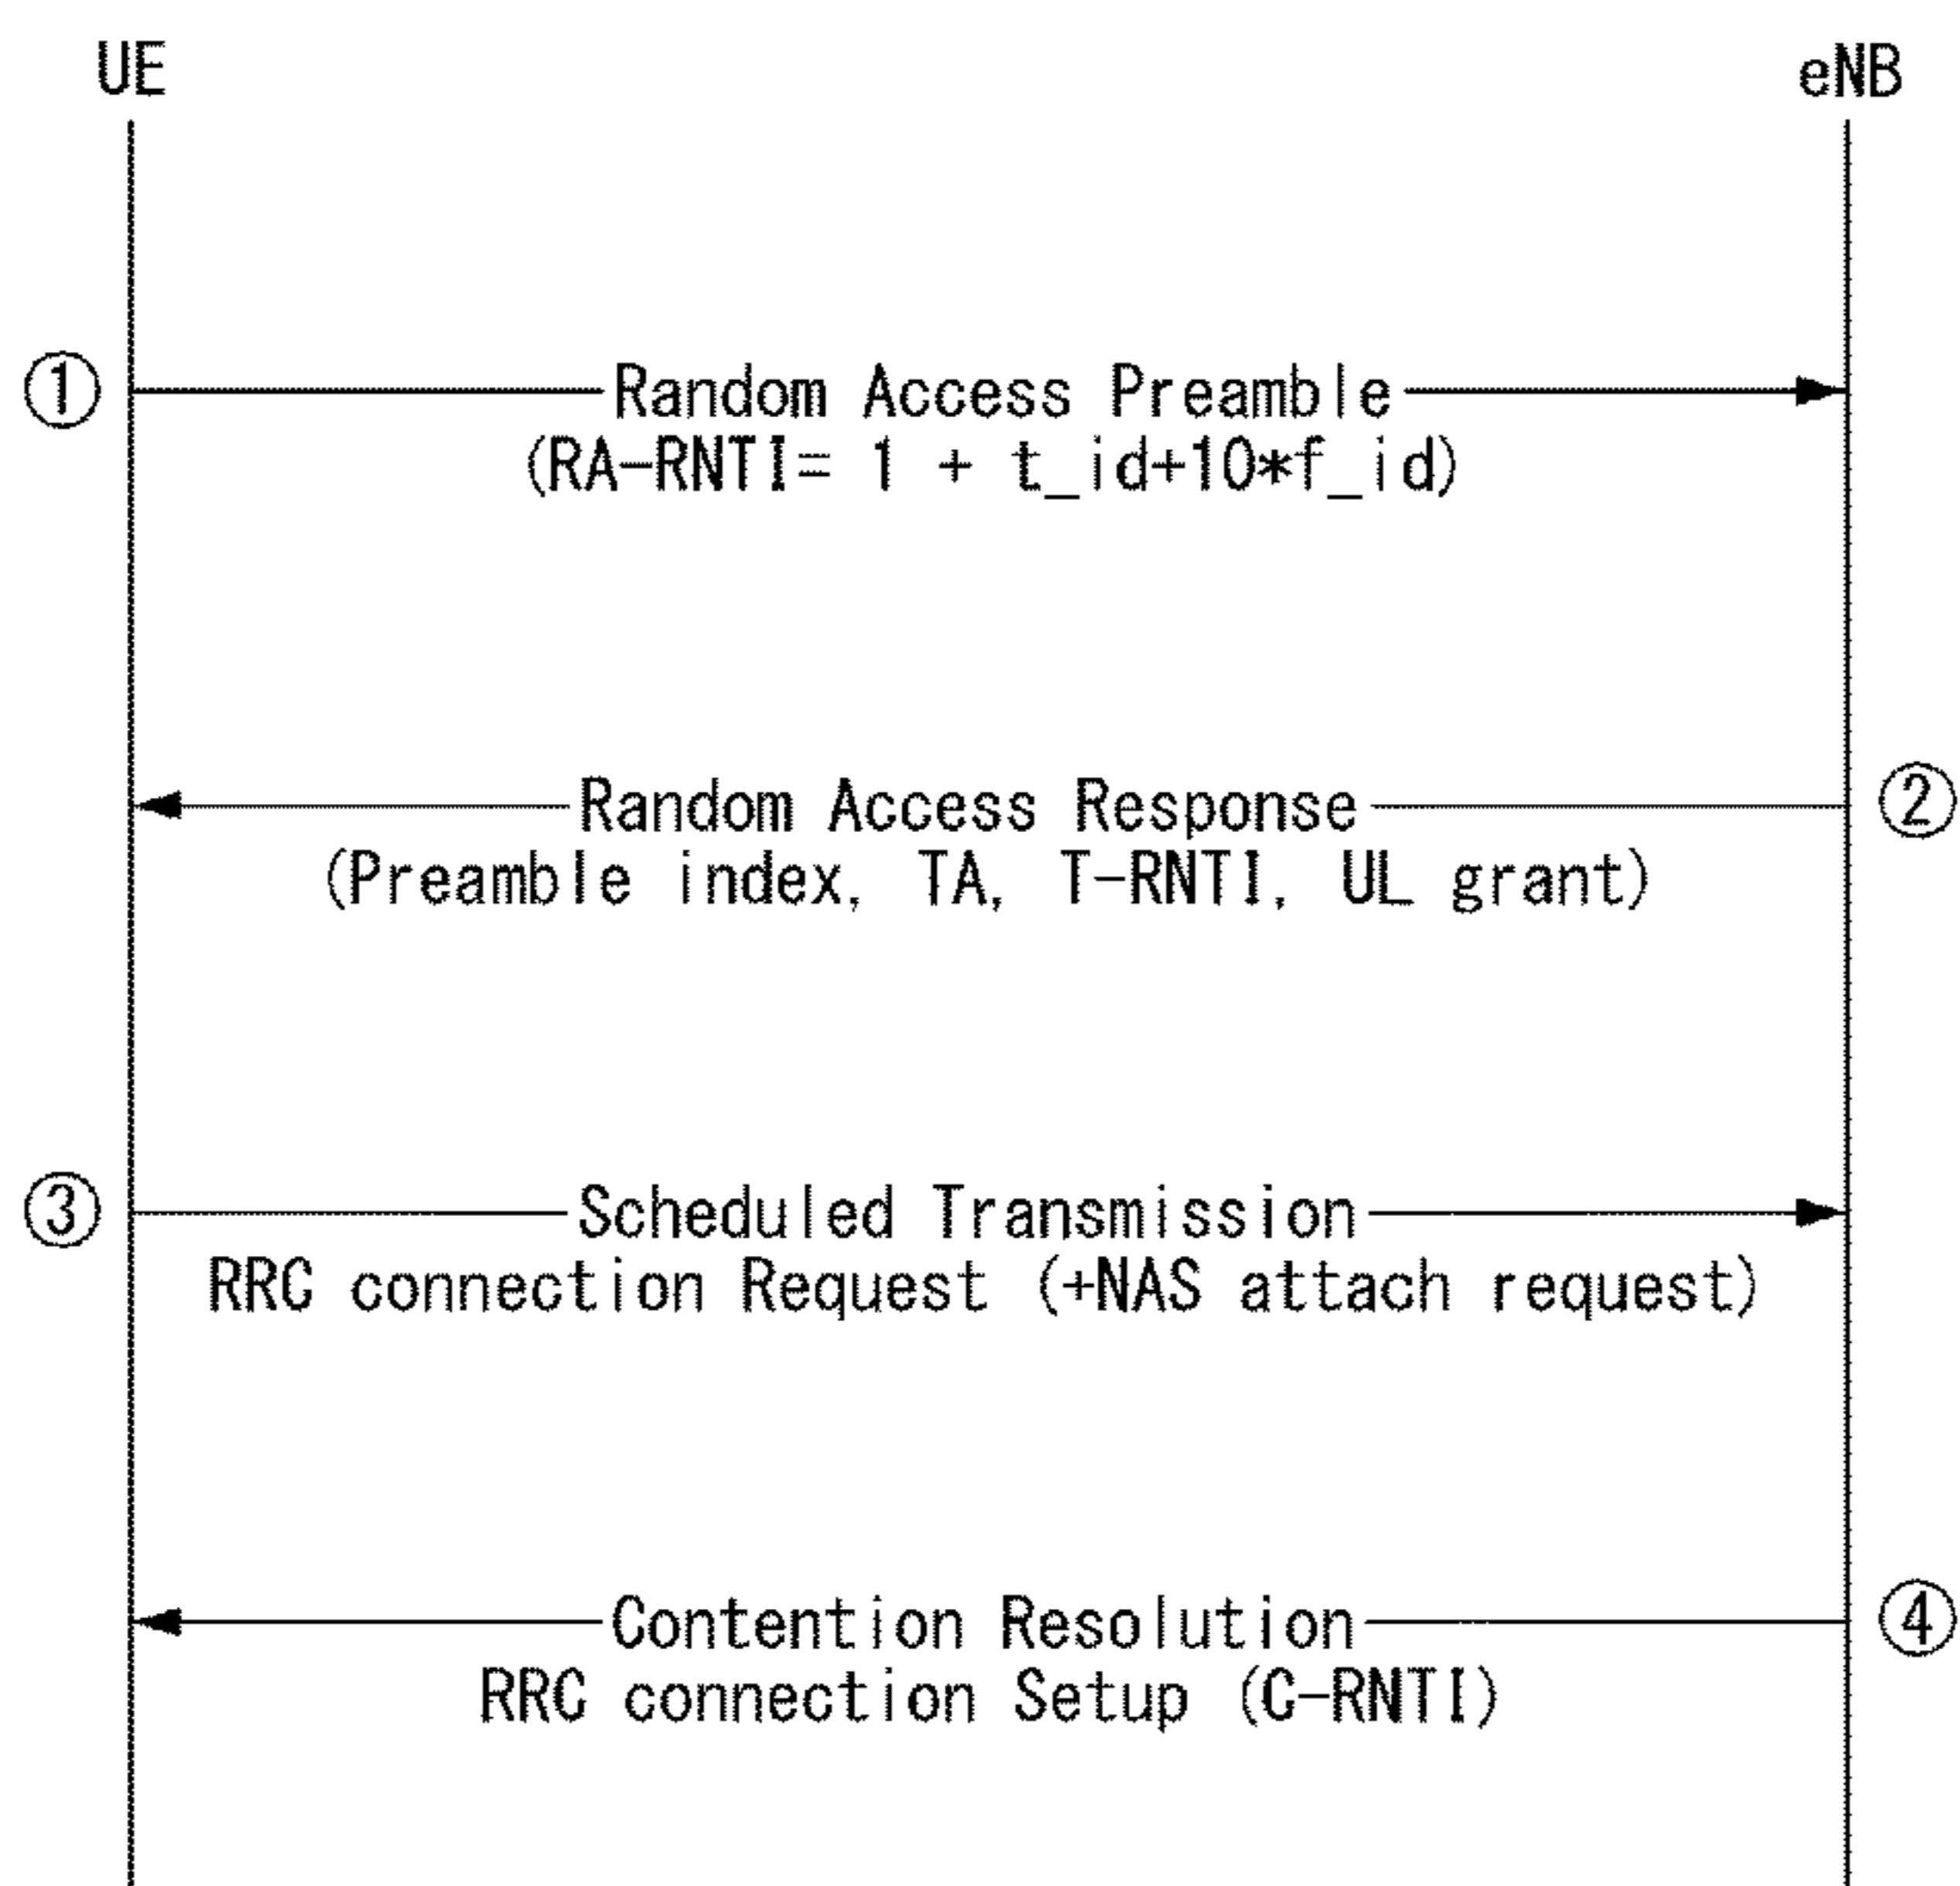 UE
eNB
① Random Access Preamble
(RA-RNTI= 1 + t_id+10*f_id)
Random Access Response ②
(Preamble index, TA, T-RNTI, UL grant)
③ Scheduled Transmission
RRC connection Request (+NAS attach request)
Contention Resolution ④
RRC connection Setup (C-RNTI)